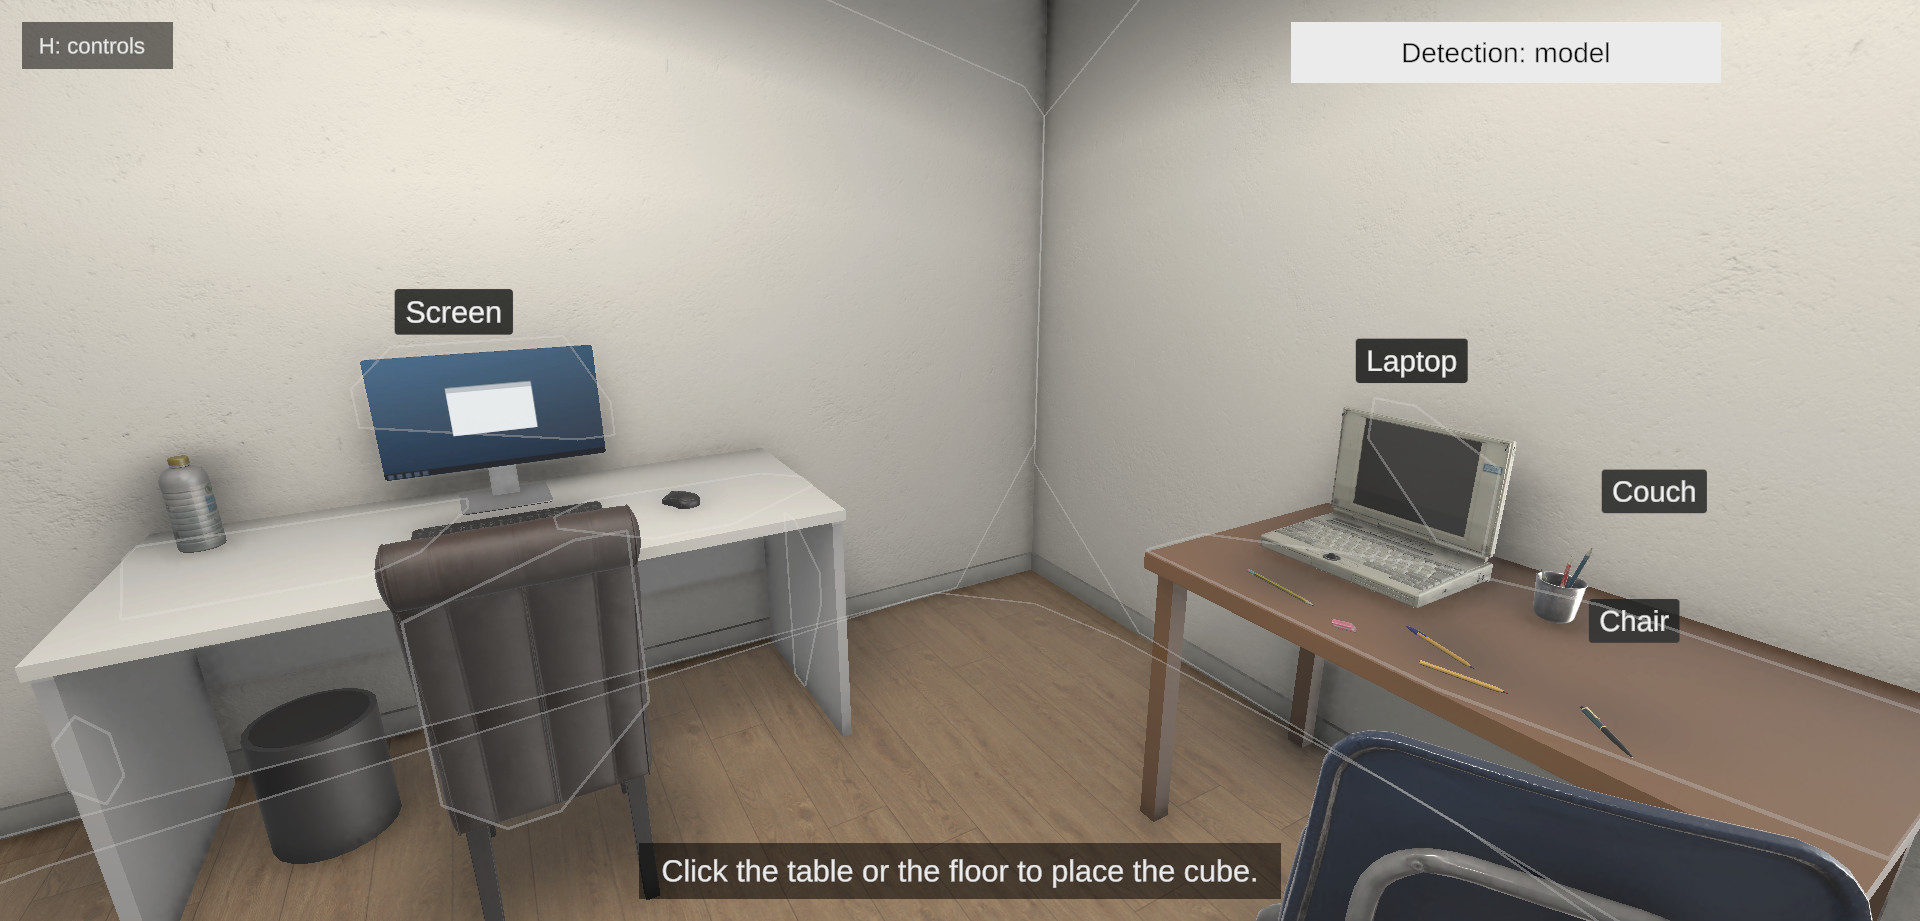 H: controls
Detection: model
Screen
Laptop
Couch
Chair
Click the table or the floor to place the cube.